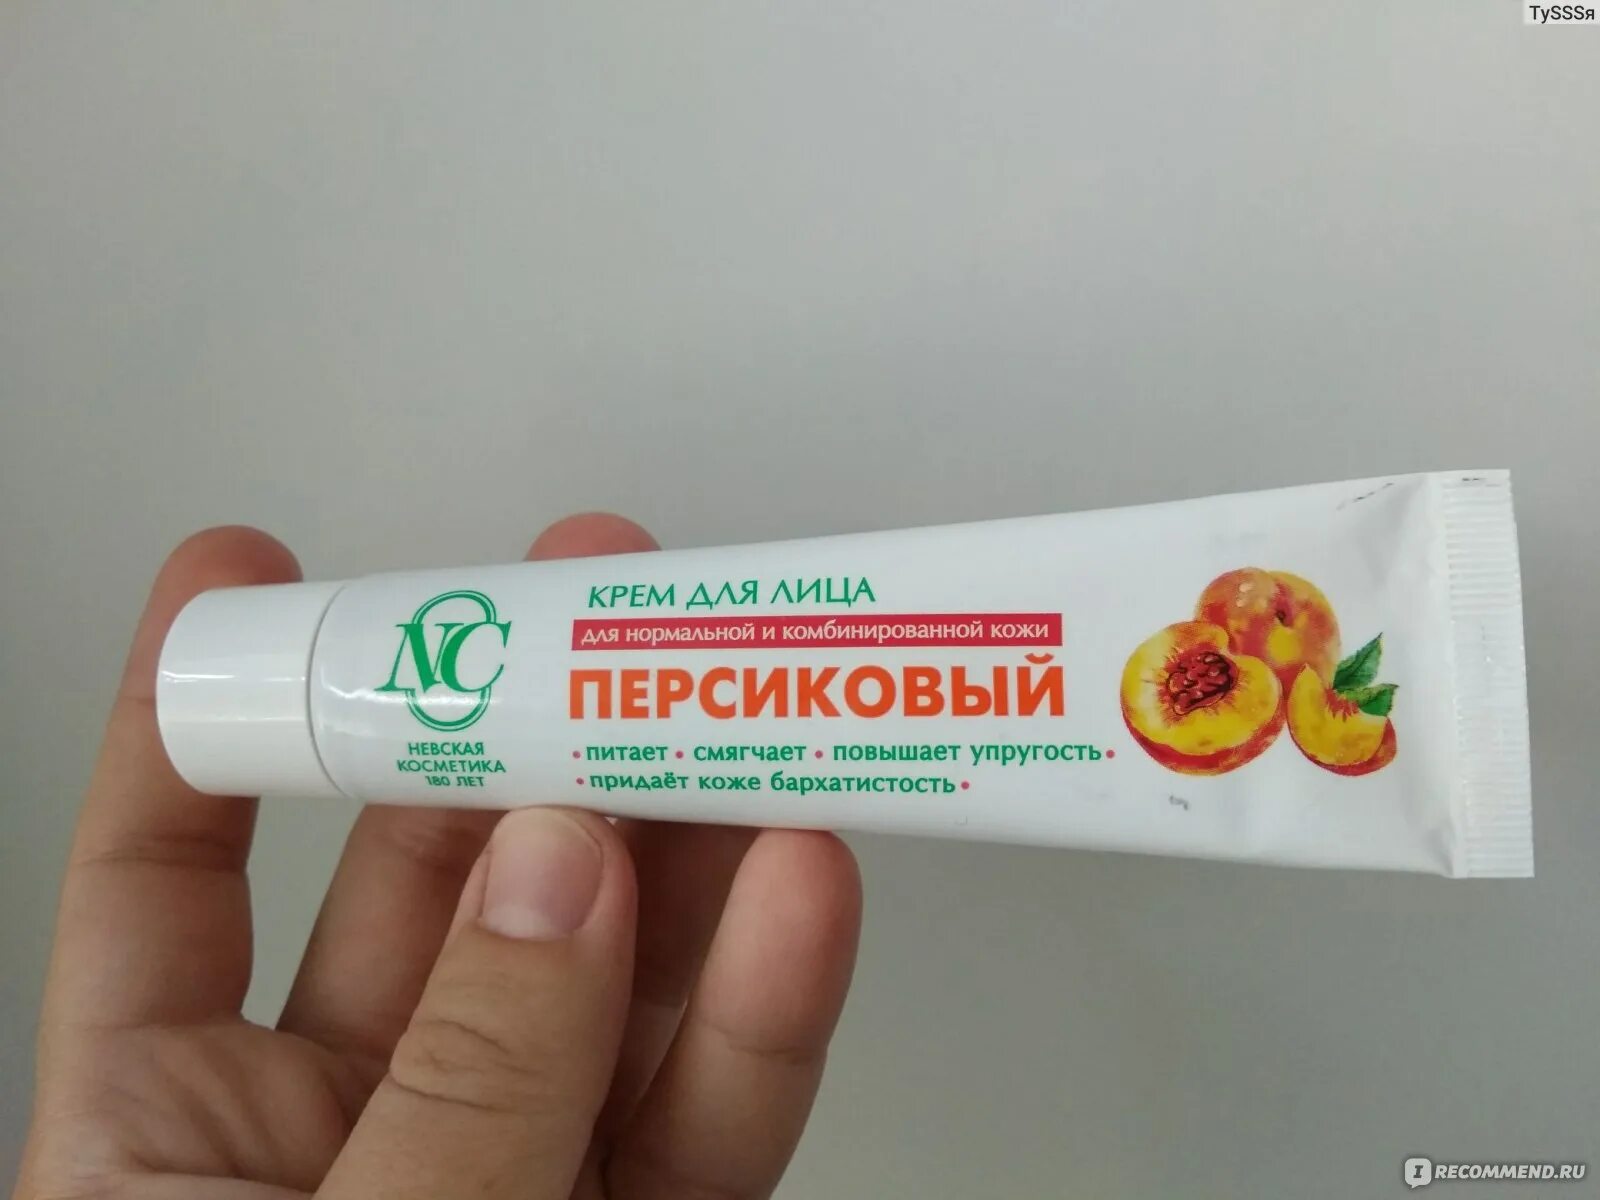 TySSSя
NC
НЕВСКАЯ
КОСМЕТИКА
180 ЛЕТ
КРЕМ ДЛЯ ЛИЦА
для нормальной и комбинированной кожи
ПЕРСИКОВЫЙ
• питает • смягчает • повышает упругость •
• придаёт коже бархатистость •
IRECOMMEND.RU